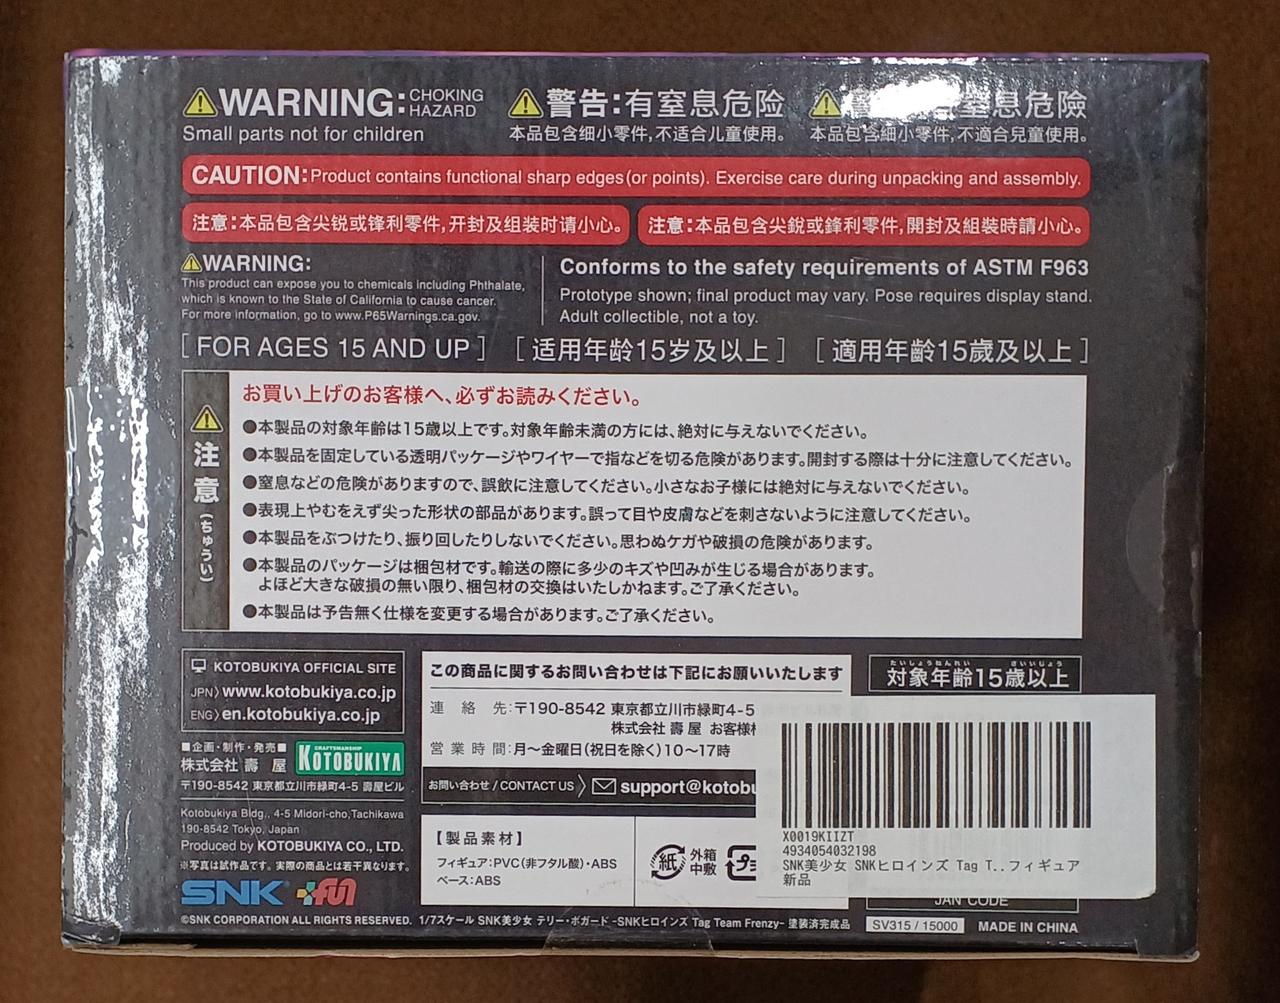 WARNING: CHOKING HAZARD
Small parts not for children
警告:有窒息危险
本品包含细小零件,不适合儿童使用。
窒息危險
本品包含細小零件,不適合兒童使用。
CAUTION:Product contains functional sharp edges(or points). Exercise care during unpacking and assembly.
注意:本品包含尖锐或锋利零件,开封及组装时请小心。
注意:本品包含尖銳或鋒利零件,開封及組裝時請小心。
WARNING:
This product can expose you to chemicals including Phthalate,
which is known to the State of California to cause cancer.
For more information, go to www.P65Warnings.ca.gov.
Conforms to the safety requirements of ASTM F963
Prototype shown; final product may vary. Pose requires display stand.
Adult collectible, not a toy.
[ FOR AGES 15 AND UP ] [ 适用年龄15岁及以上 ] [ 適用年齡15歲及以上 ]
注意(ちゅうい)
お買い上げのお客様へ、必ずお読みください。
●本製品の対象年齢は15歳以上です。対象年齢未満の方には、絶対に与えないでください。
●本製品を固定している透明パッケージやワイヤーで指などを切る危険があります。開封する際は十分に注意してください。
●窒息などの危険がありますので、誤飲に注意してください。小さなお子様には絶対に与えないでください。
●表現上やむをえず尖った形状の部品があります。誤って目や皮膚などを刺さないように注意してください。
●本製品をぶつけたり、振り回したりしないでください。思わぬケガや破損の危険があります。
●本製品のパッケージは梱包材です。輸送の際に多少のキズや凹みが生じる場合があります。
よほど大きな破損の無い限り、梱包材の交換はいたしかねます。ご了承ください。
●本製品は予告無く仕様を変更する場合があります。ご了承ください。
KOTOBUKIYA OFFICIAL SITE
JPN〉www.kotobukiya.co.jp
ENG〉en.kotobukiya.co.jp
■企画・制作・発売■
株式会社 壽 屋
CRAFTSMANSHIP
KOTOBUKIYA
〒190-8542 東京都立川市緑町4-5 壽屋ビル
Kotobukiya Bldg., 4-5 Midori-cho,Tachikawa
190-8542 Tokyo, Japan
Produced by KOTOBUKIYA CO., LTD.
※写真は試作品です。実際の商品とは若干異なります。
SNK
この商品に関するお問い合わせは下記にお願いいたします
連 絡 先:〒190-8542 東京都立川市緑町4-5
株式会社 壽 屋 お客様
営 業 時 間:月〜金曜日(祝日を除く)10〜17時
お問い合わせ / CONTACT US 〉 support@kotobu
【製品素材】
フィギュア:PVC(非フタル酸)・ABS
ベース:ABS
紙 外箱
中敷
プ
たいしょうねんれい さいいじょう
対象年齢15歳以上
X0019KIIZT
4934054032198
SNK美少女 SNKヒロインズ Tag T..フィギュア
新品
JAN CODE
©SNK CORPORATION ALL RIGHTS RESERVED. 1/7スケール SNK美少女 テリー・ボガード -SNKヒロインズ Tag Team Frenzy- 塗装済完成品
SV315 / 15000 MADE IN CHINA